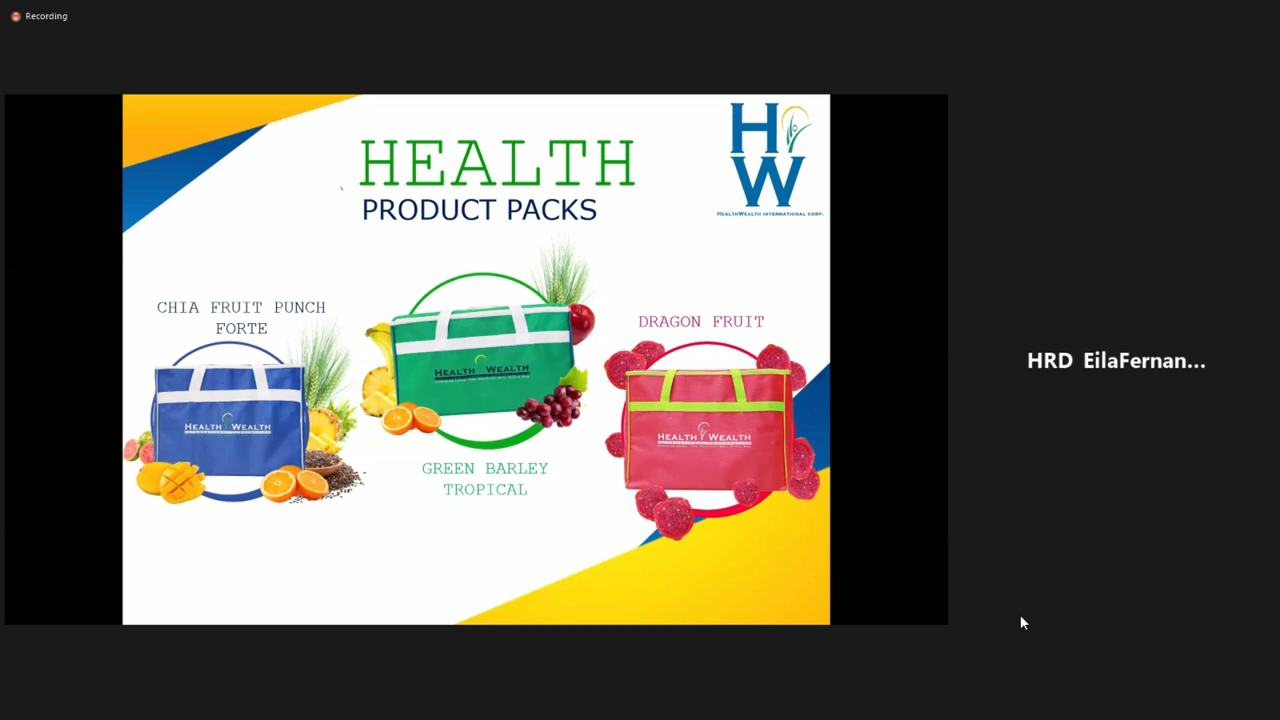 Recording
HEALTH
PRODUCT PACKS
H
W
HEALTHWEALTH INTERNATIONAL CORP.
CHIA FRUIT PUNCH
FORTE
HEALTH WEALTH
GREEN BARLEY
TROPICAL
HEALTH WEALTH
DRAGON FRUIT
HEALTH WEALTH
HRD EilaFernan...